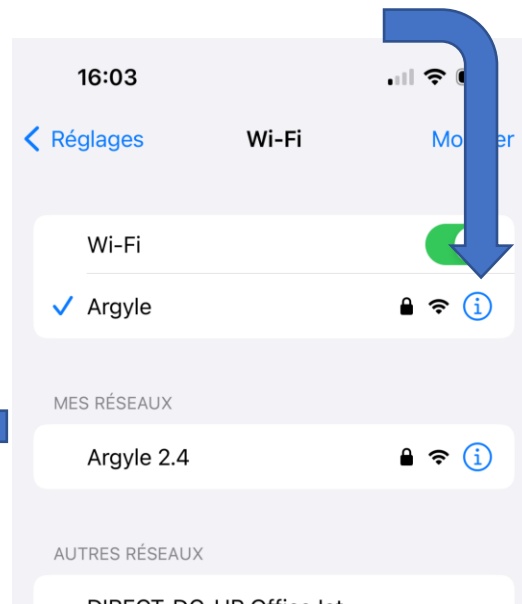 16:03
Réglages
Wi-Fi
Wi-Fi
Argyle
MES RÉSEAUX
Argyle 2.4
AUTRES RÉSEAUX